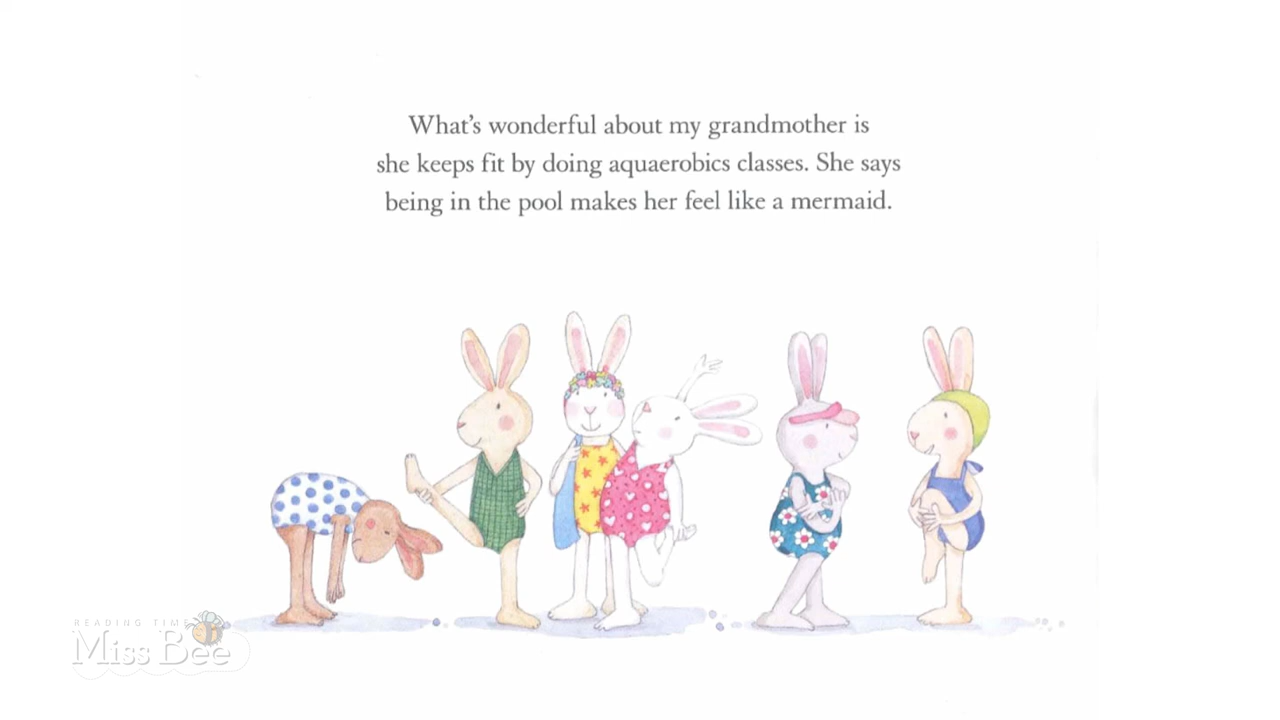 What's wonderful about my grandmother is
she keeps fit by doing aquaerobics classes. She says
being in the pool makes her feel like a mermaid.
READING TIME
Miss Bee